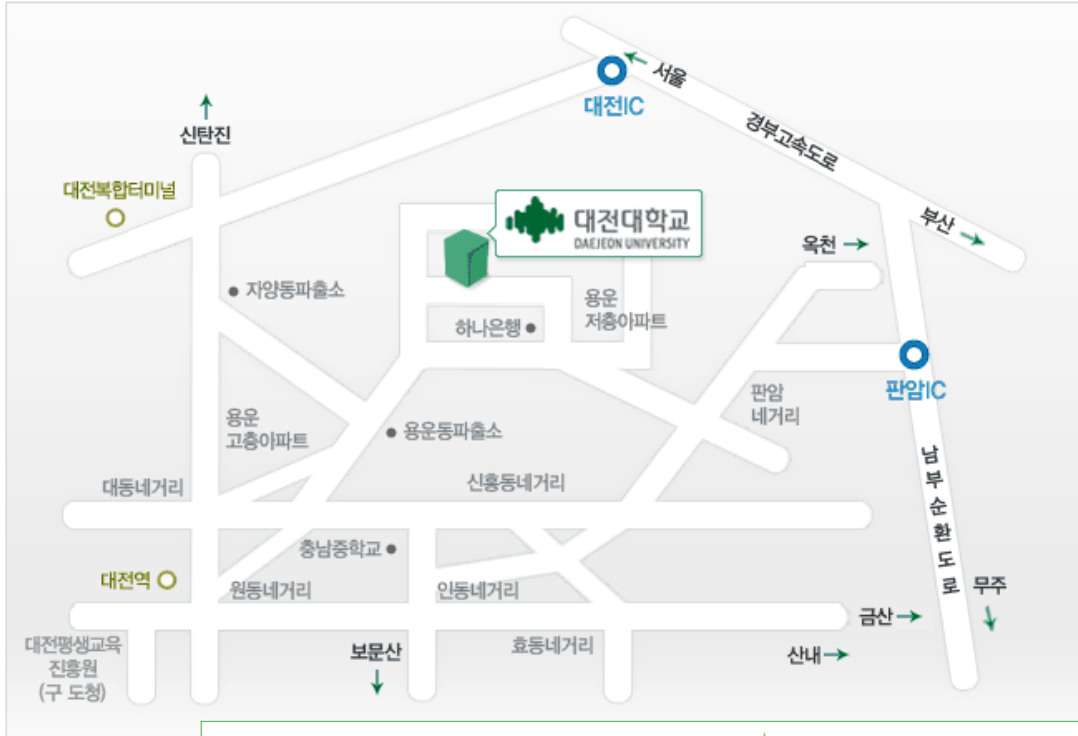 서울
대전IC
경부고속도로
신탄진
대전복합터미널
대전대학교
DAEJEON UNIVERSITY
부산
옥천
자양동파출소
용운
저층아파트
하나은행
판암IC
판암
네거리
용운
고층아파트
용운동파출소
남부순환도로
대동네거리
신흥동네거리
충남중학교
대전역
원동네거리
인동네거리
무주
금산
대전평생교육
진흥원
(구 도청)
보문산
효동네거리
산내